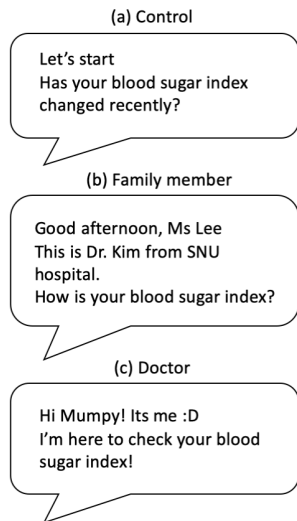 (a) Control
Let's start
Has your blood sugar index
changed recently?
(b) Family member
Good afternoon, Ms Lee
This is Dr. Kim from SNU
hospital.
How is your blood sugar index?
(c) Doctor
Hi Mumpy! Its me :D
I'm here to check your blood
sugar index!